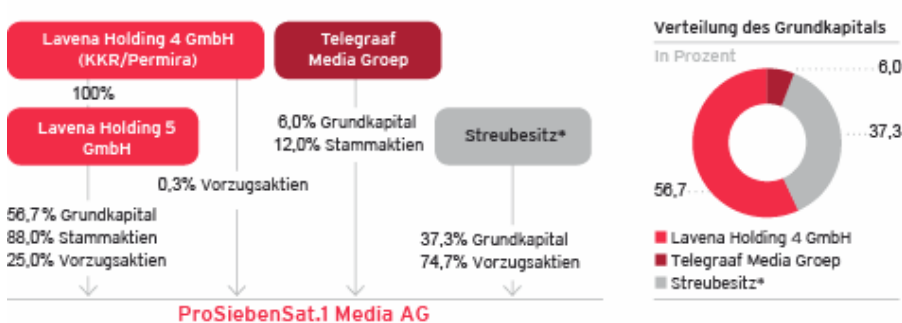 Lavena Holding 4 GmbH
(KKR/Permira)
Telegraaf
Media Groep
100%
Lavena Holding 5
GmbH
6,0% Grundkapital
12,0% Stammaktien
Streubesitz*
0,3% Vorzugsaktien
56,7% Grundkapital
88,0% Stammaktien
25,0% Vorzugsaktien
37,3% Grundkapital
74,7% Vorzugsaktien
ProSiebenSat.1 Media AG
Verteilung des Grundkapitals
In Prozent
6,0
37,3
56,7
Lavena Holding 4 GmbH
Telegraaf Media Groep
Streubesitz*